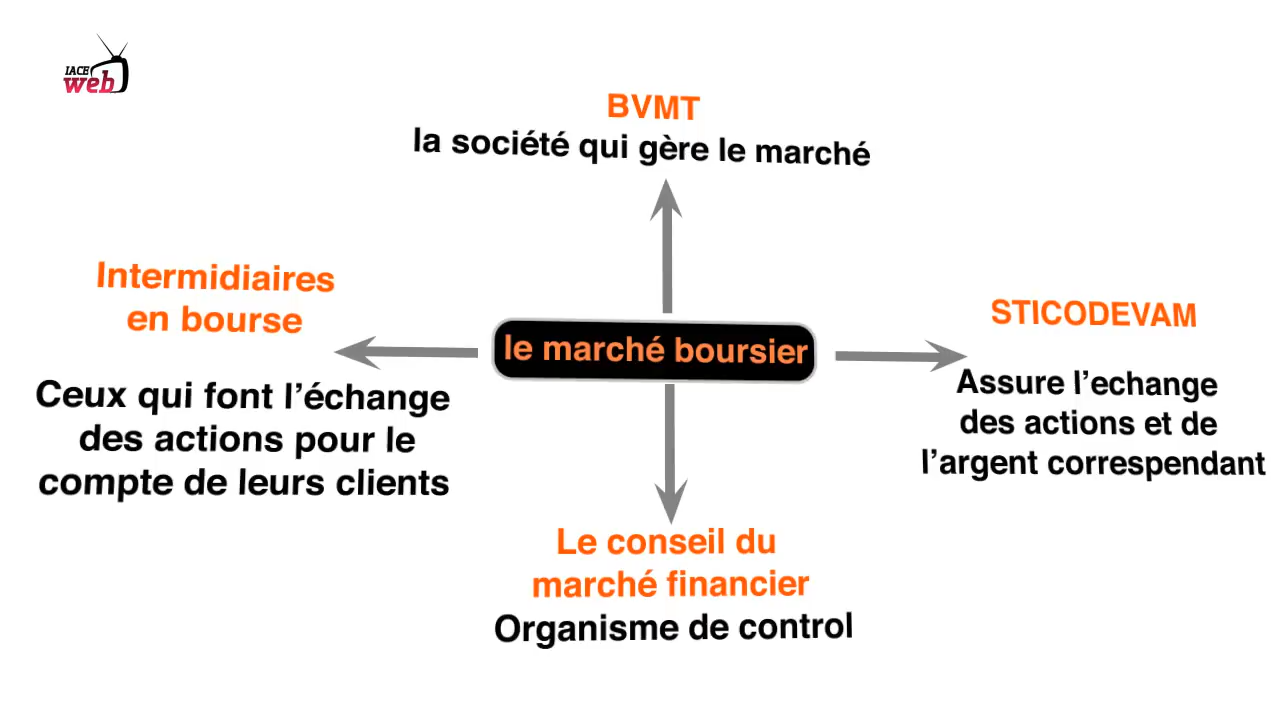 IACE
web
BVMT
la société qui gère le marché
Intermidiaires
en bourse
Ceux qui font l'échange
des actions pour le
compte de leurs clients
le marché boursier
STICODEVAM
Assure l'echange
des actions et de
l'argent correspendant
Le conseil du
marché financier
Organisme de control